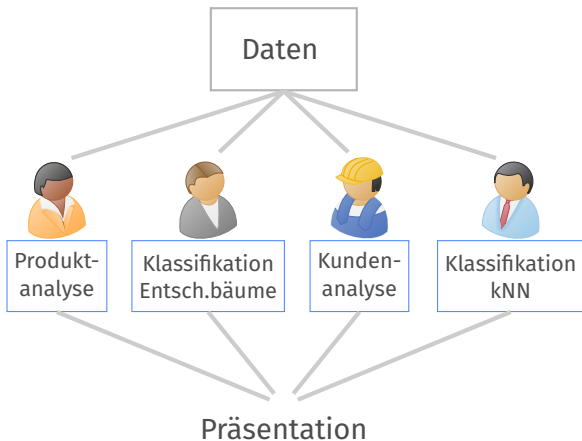 Daten
Produkt-
analyse
Klassifikation
Entsch.bäume
Kunden-
analyse
Klassifikation
kNN
Präsentation